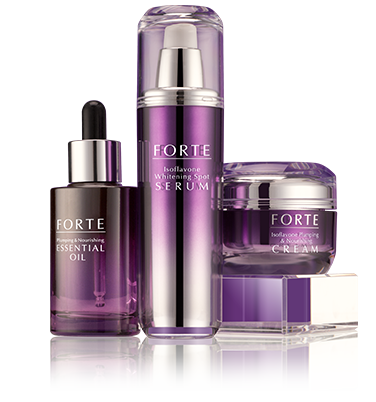 FORTE
Plumping & Nourishing
ESSENTIAL
OIL
FORTE
Isoflavone
Whitening Spot
SERUM
FORTE
Isoflavone Plumping
& Nourishing
CREAM